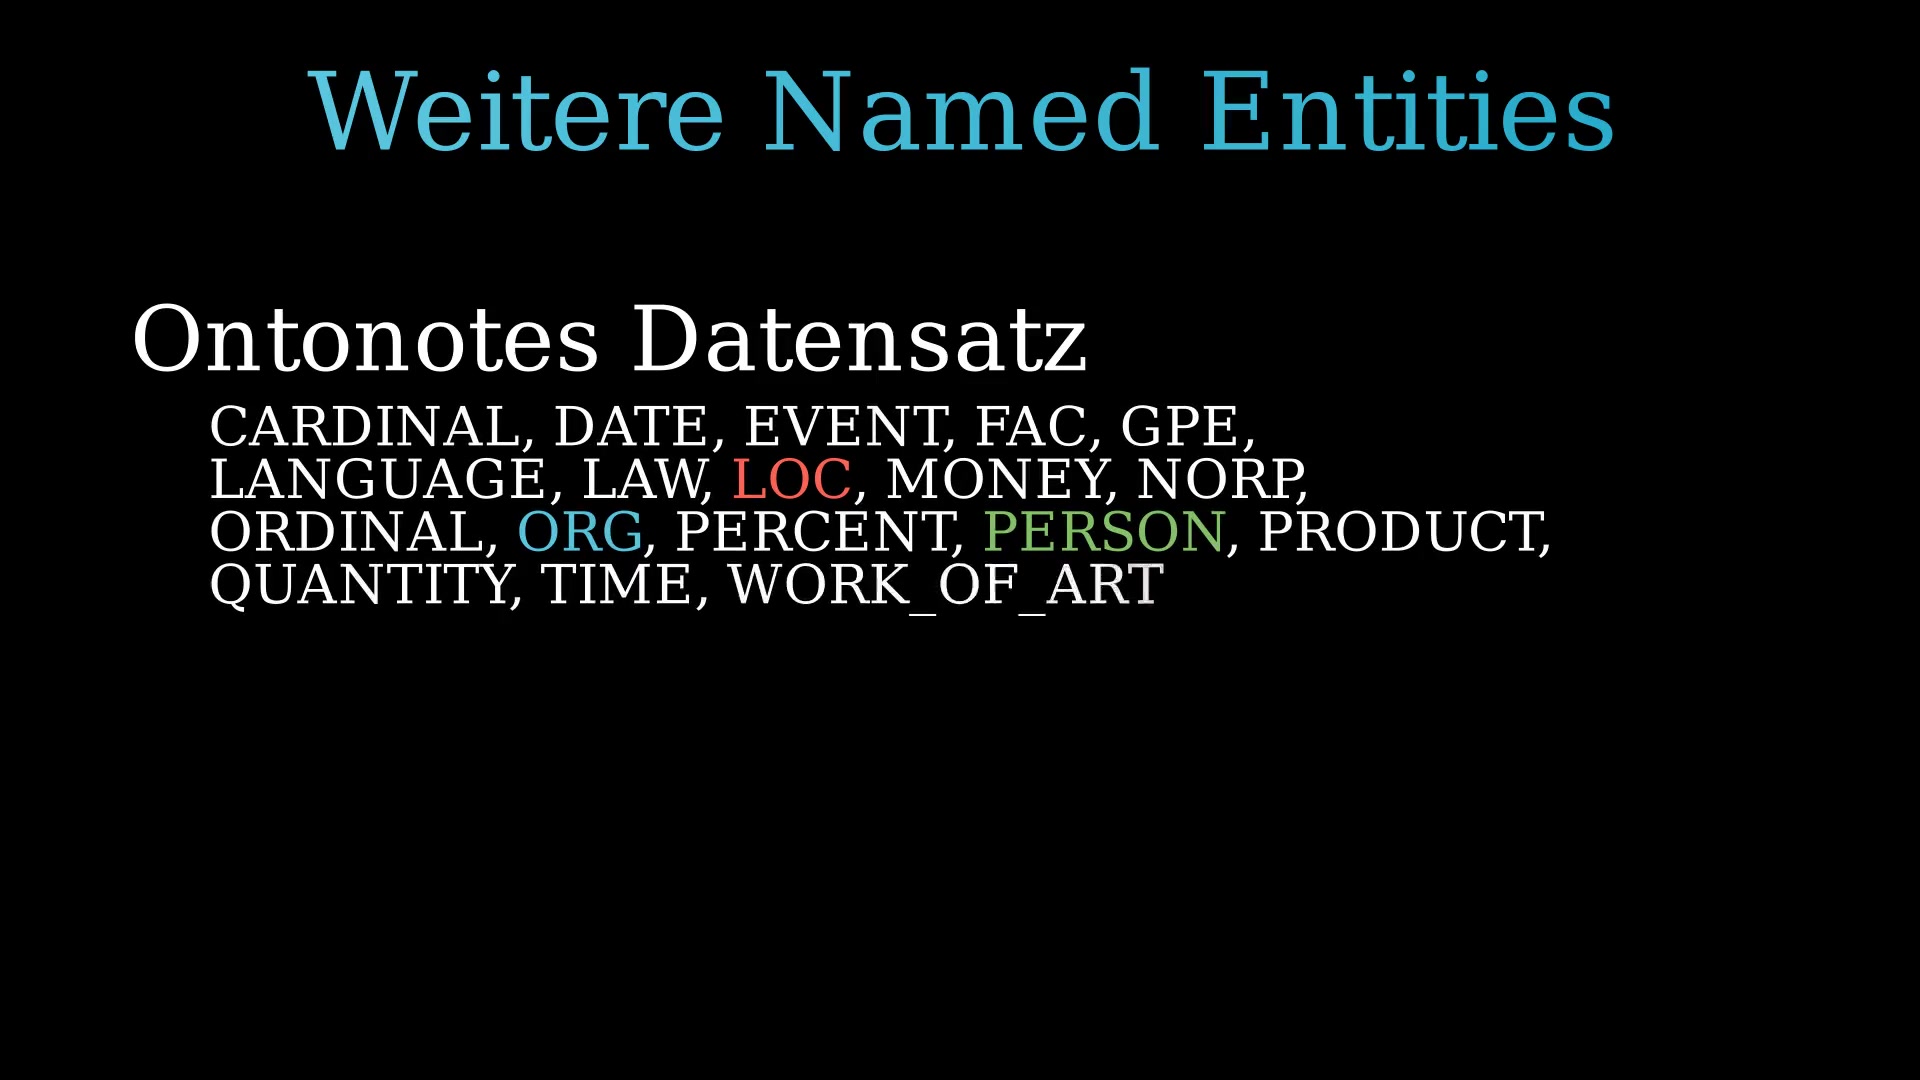 Weitere Named Entities
Ontonotes Datensatz
CARDINAL, DATE, EVENT, FAC, GPE,
LANGUAGE, LAW, LOC, MONEY, NORP,
ORDINAL, ORG, PERCENT, PERSON, PRODUCT,
QUANTITY, TIME, WORK_OF_ART